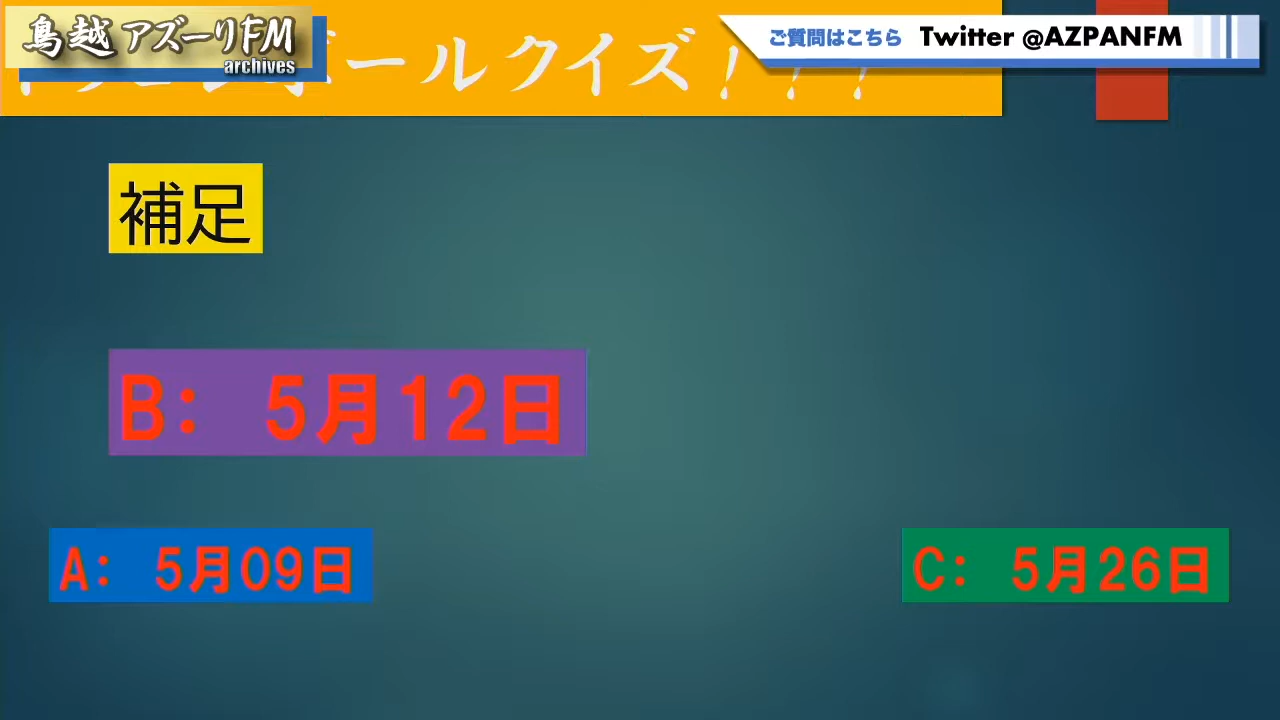 鳥越アズーリFM
archives
ご質問はこちら Twitter @AZPANFM
ボールクイズ！！！
補足
B： 5月12日
A： 5月09日
C： 5月26日